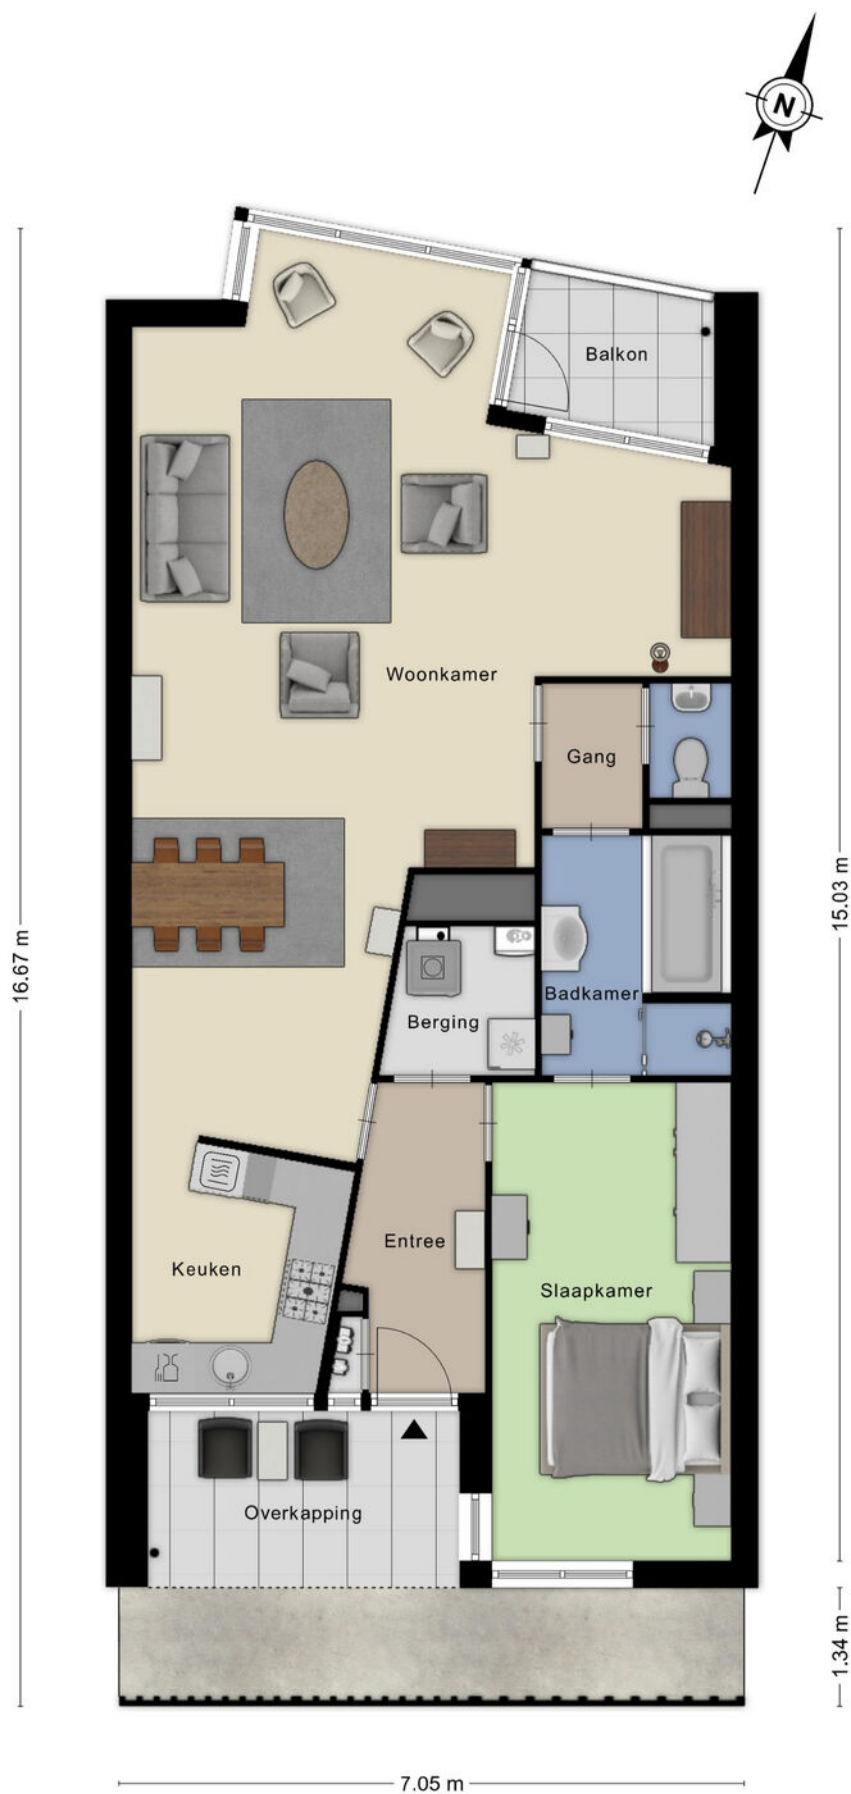 N
Balkon
Woonkamer
Gang
Badkamer
Berging
Entree
Keuken
Slaapkamer
Overkapping
16.67 m
15.03 m
1.34 m
7.05 m